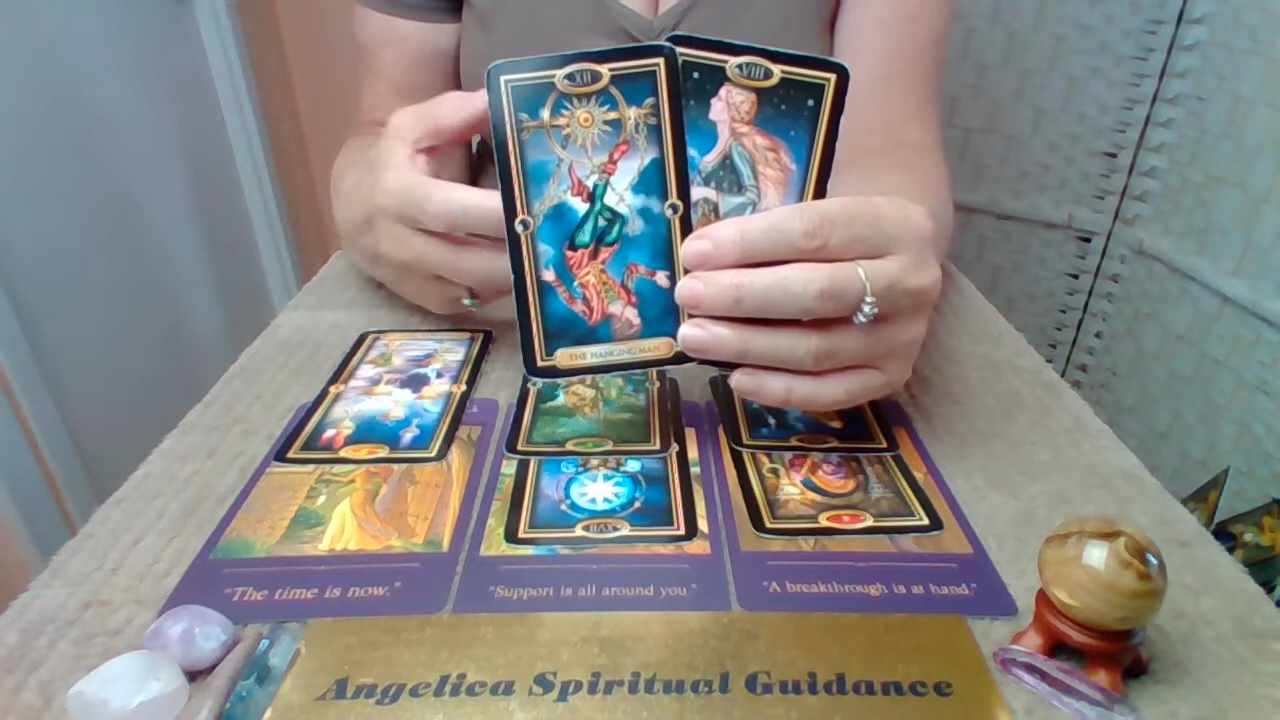 XII
VIII
THE HANGING MAN
XVII
"The time is now."
"Support is all around you"
"A breakthrough is at hand."
Angelica Spiritual Guidance